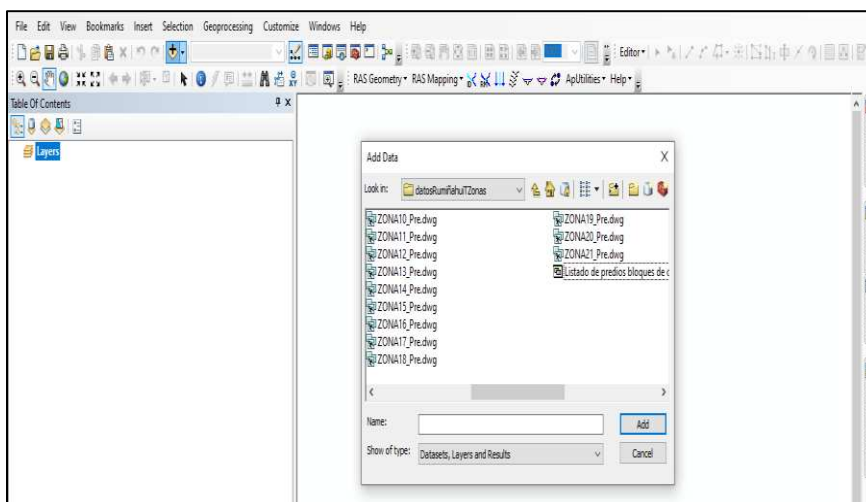 File Edit View Bookmarks Insert Selection Geoprocessing Customize Windows Help
Editor
RAS Geometry RAS Mapping ApUtilities Help
Table Of Contents
Layers
Add Data
Look in: datosRumiñahuiTZonas
ZONA10_Pre.dwg
ZONA11_Pre.dwg
ZONA12_Pre.dwg
ZONA13_Pre.dwg
ZONA14_Pre.dwg
ZONA15_Pre.dwg
ZONA16_Pre.dwg
ZONA17_Pre.dwg
ZONA18_Pre.dwg
ZONA19_Pre.dwg
ZONA20_Pre.dwg
ZONA21_Pre.dwg
Listado de predios bloques de c
Name:
Add
Show of type: Datasets, Layers and Results
Cancel